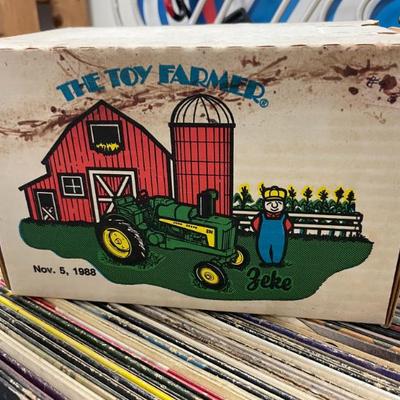 THE TOY FARMER®
Nov. 5, 1988
Zeke